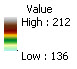 Value
High : 212
Low : 136